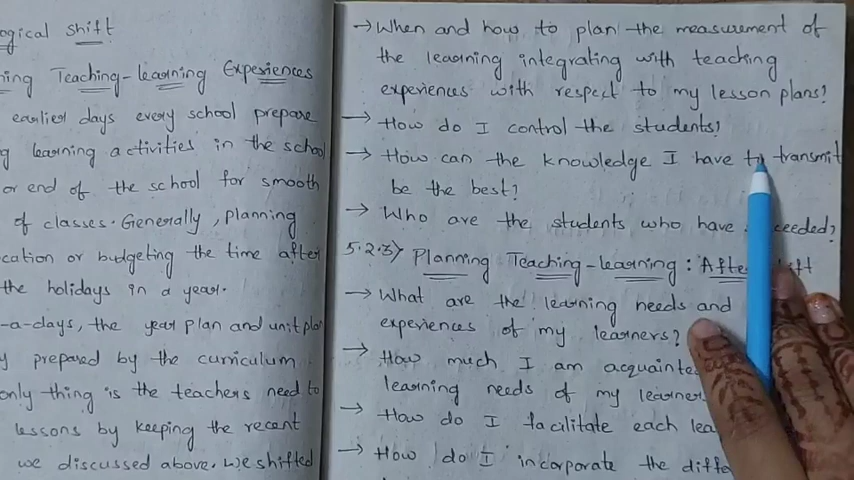 ogical shift
ing Teaching-learning Experiences
earlier days every school prepare
g learning activities in the school
or end of the school for smooth
of classes. Generally, planning
cation or budgeting the time after
the holidays in a year.
-a-days, the year plan and unit plan
y prepared by the curriculum.
only thing is the teachers need to
lessons by keeping the recent
we discussed above. We shifted
→ When and how to plan the measurement of
the learning integrating with teaching
experiences with respect to my lesson plans?
→ How do I control the students?
→ How can the knowledge I have to transmit
be the best?
→ Who are the students who have ceeded?
5.2.3) Planning Teaching-learning: Afte ift
→ What are the learning needs and
experiences of my learners?
→ How much I am acquainte
learning needs of my learner
→ How do I facilitate each lea
→ How do I incorporate the diffe